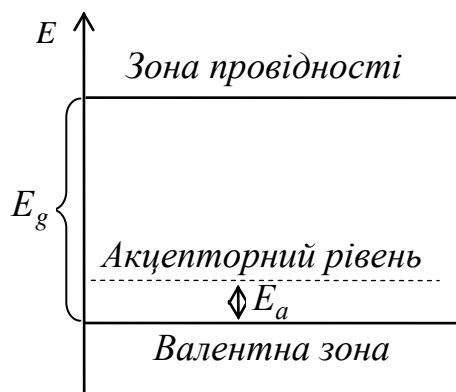 E
Зона провідності
E_g
Акцепторний рівень
E_a
Валентна зона